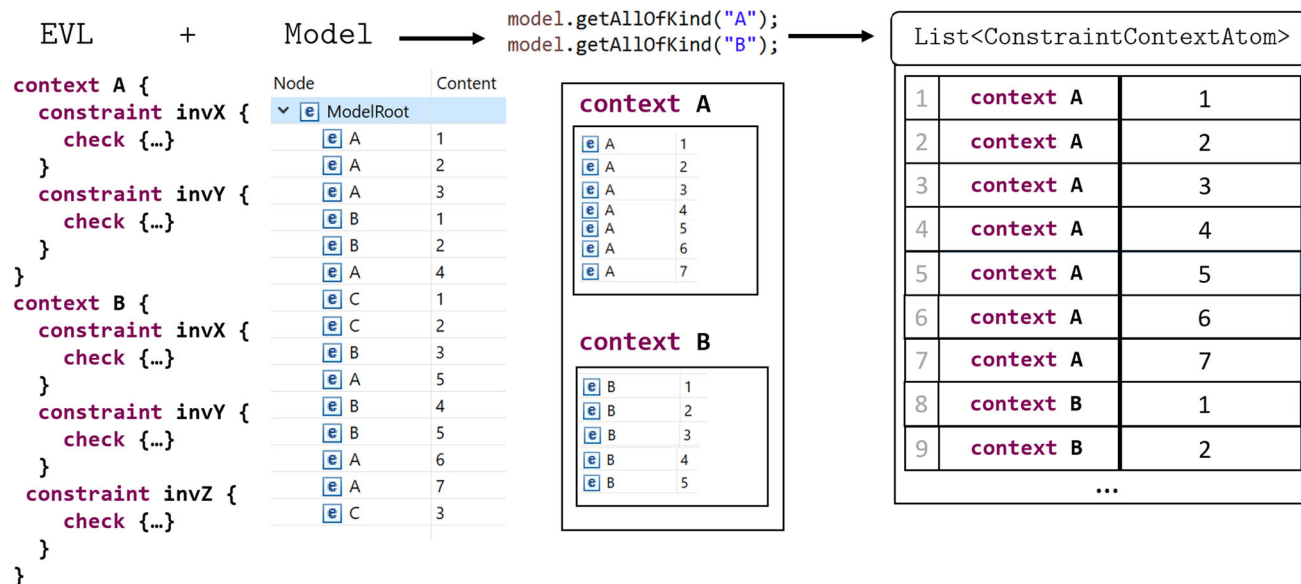 EVL + Model
model.getAllOfKind("A");
model.getAllOfKind("B");
List<ConstraintContextAtom>
context A {
constraint invX {
check {…}
}
constraint invY {
check {…}
}
}
context B {
constraint invX {
check {…}
}
constraint invY {
check {…}
}
constraint invZ {
check {…}
}
}
Node Content
e ModelRoot
e A 1
e A 2
e A 3
e B 1
e B 2
e A 4
e C 1
e C 2
e B 3
e A 5
e B 4
e B 5
e A 6
e A 7
e C 3
context A
e A 1
e A 2
e A 3
e A 4
e A 5
e A 6
e A 7
context B
e B 1
e B 2
e B 3
e B 4
e B 5
1 context A 1
2 context A 2
3 context A 3
4 context A 4
5 context A 5
6 context A 6
7 context A 7
8 context B 1
9 context B 2
...